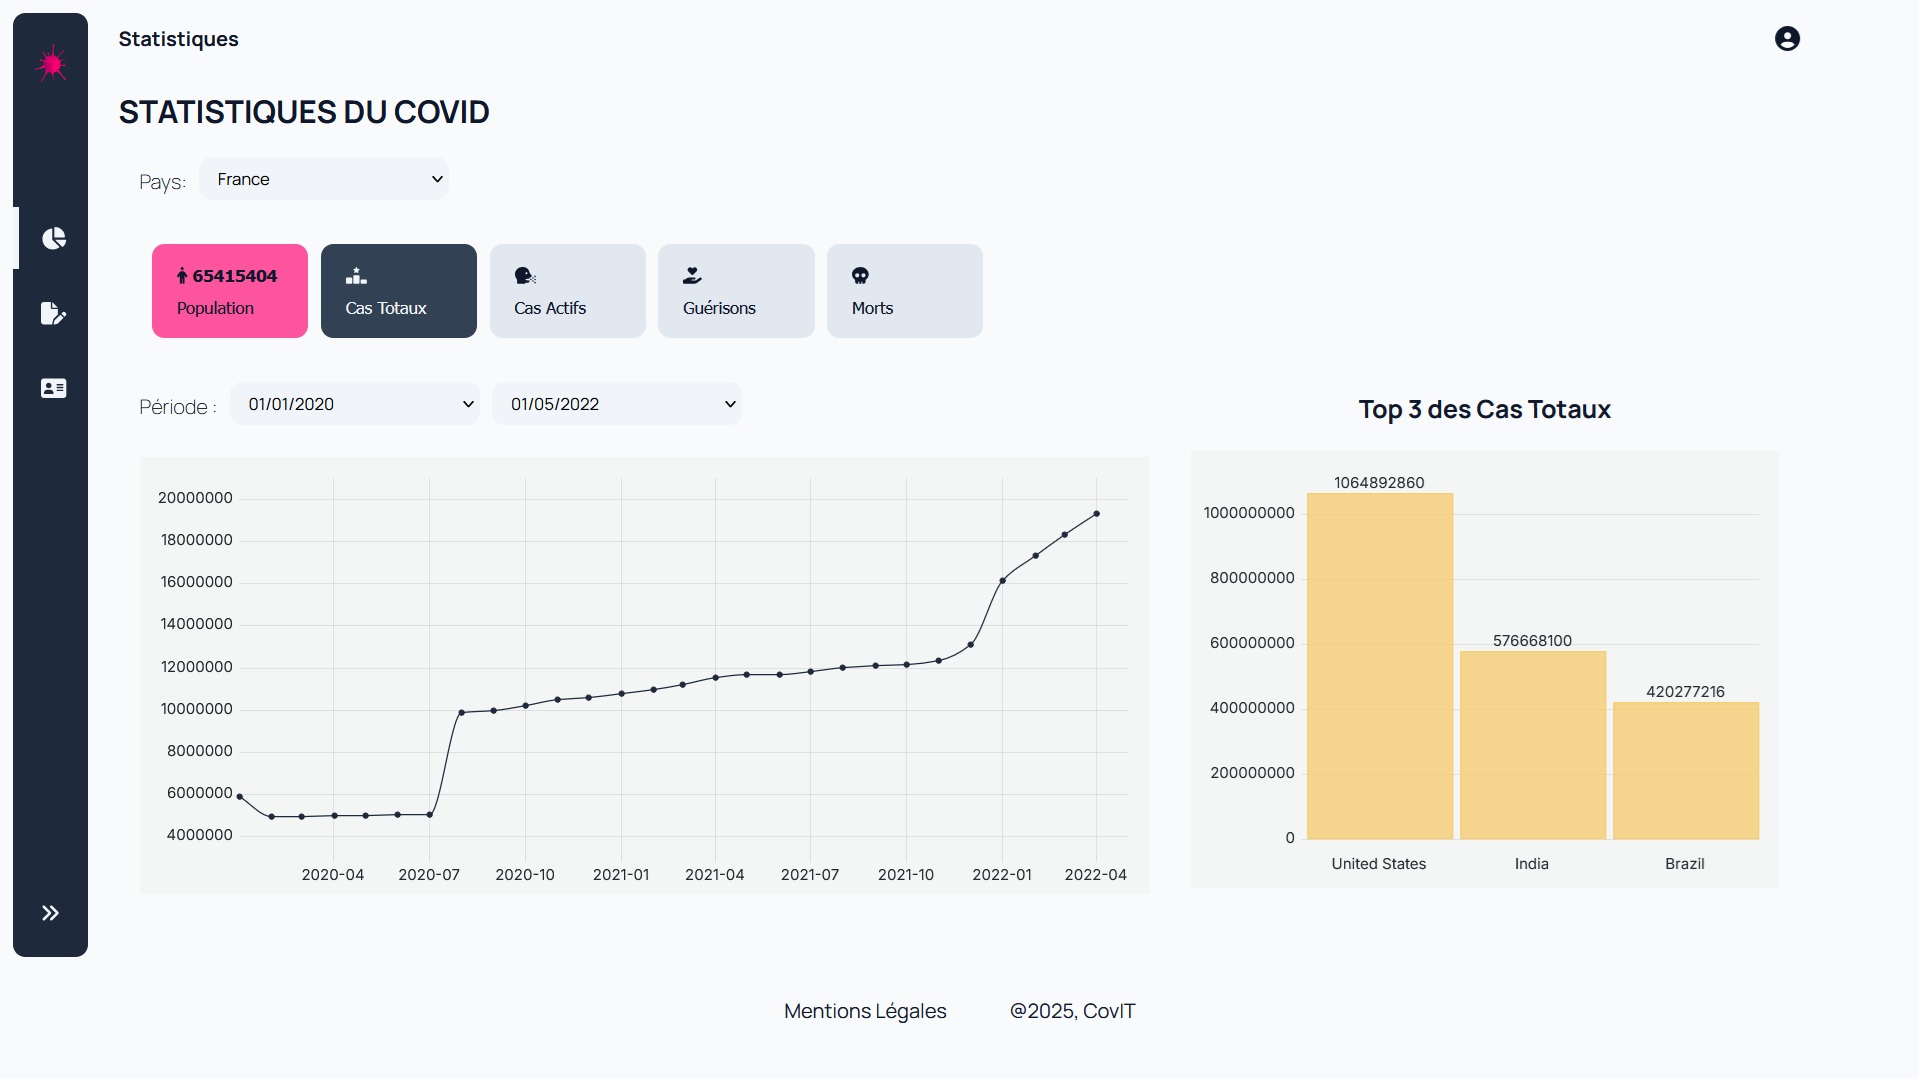 Statistiques
STATISTIQUES DU COVID
Pays: France
65415404
Population
Cas Totaux
Cas Actifs
Guérisons
Morts
Période : 01/01/2020 01/05/2022
20000000
18000000
16000000
14000000
12000000
10000000
8000000
6000000
4000000
2020-04 2020-07 2020-10 2021-01 2021-04 2021-07 2021-10 2022-01 2022-04
Top 3 des Cas Totaux
1064892860
576668100
420277216
1000000000
800000000
600000000
400000000
200000000
0
United States India Brazil
Mentions Légales @2025, CovIT